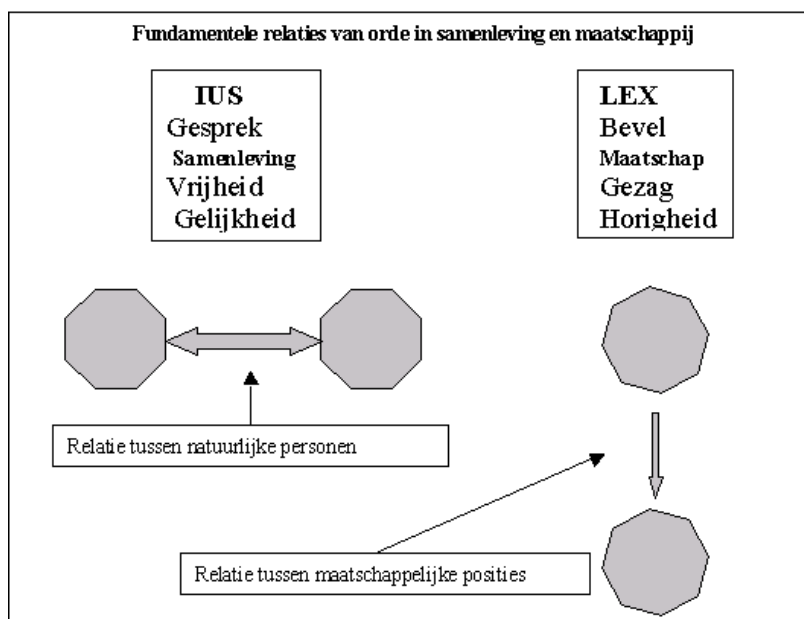 Fundamentele relaties van orde in samenleving en maatschappij
IUS
Gesprek
Samenleving
Vrijheid
Gelijkheid
LEX
Bevel
Maatschap
Gezag
Horigheid
Relatie tussen natuurlijke personen
Relatie tussen maatschappelijke posities